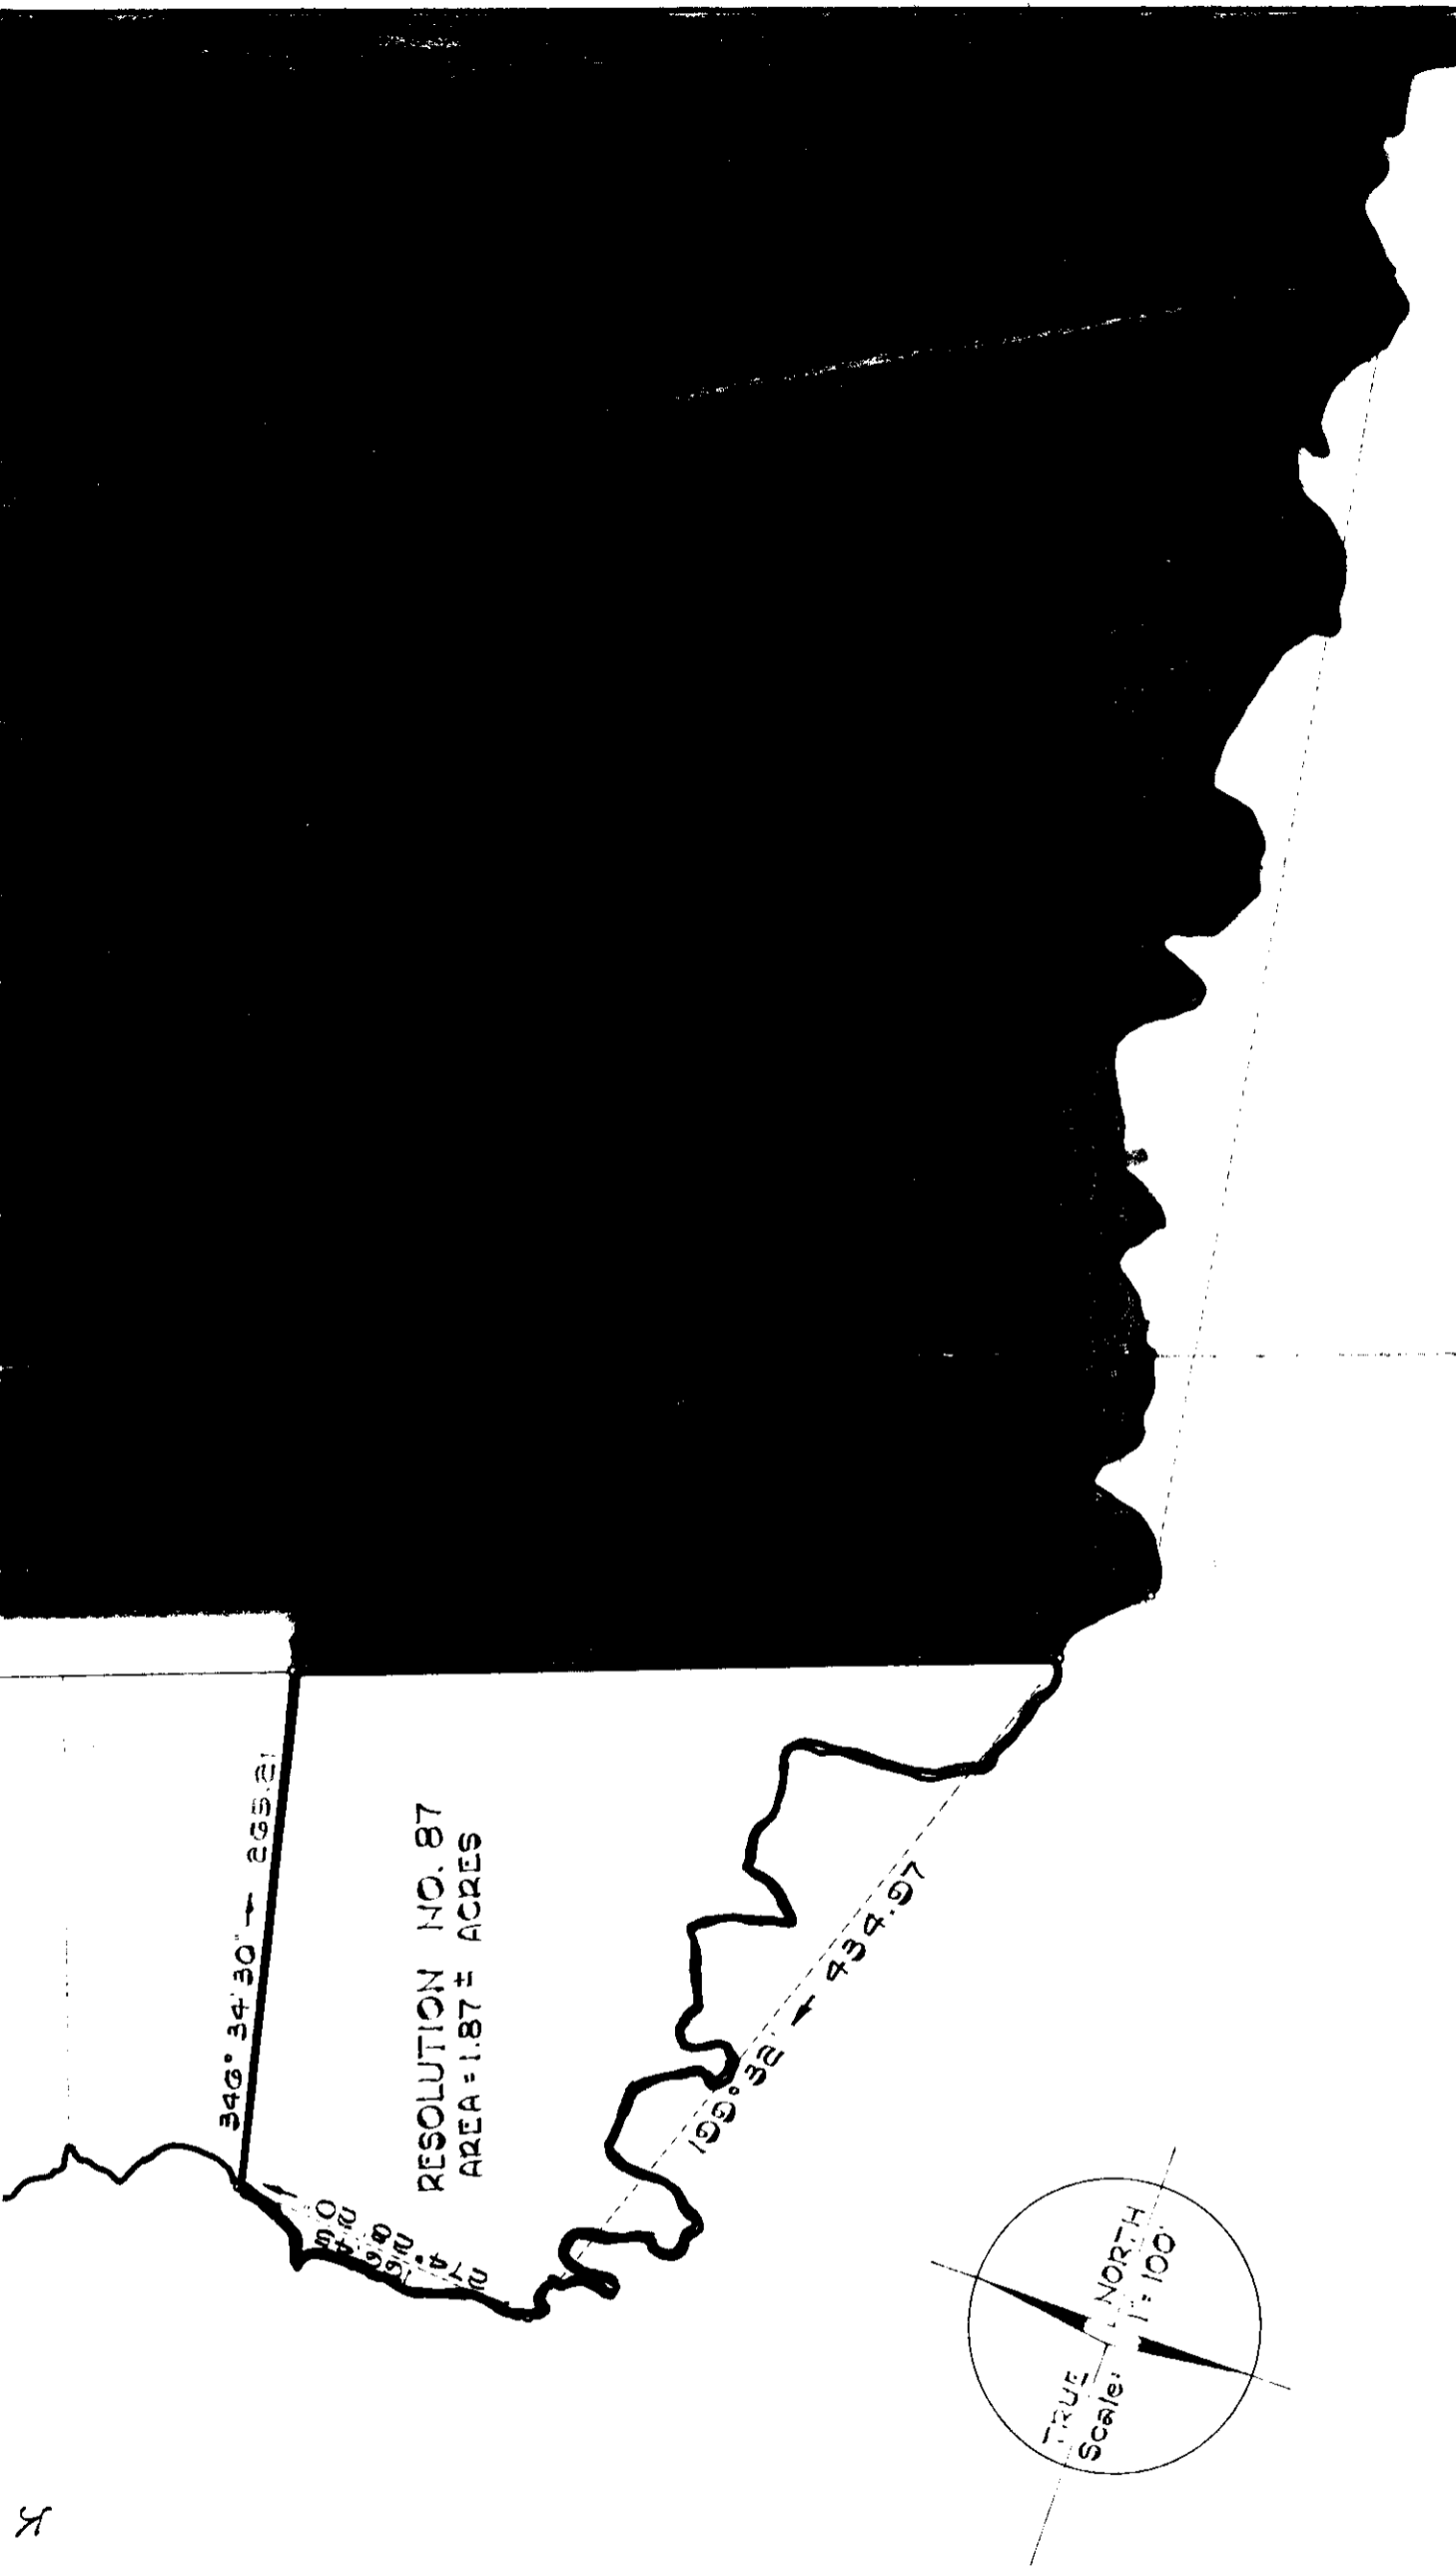 346° 34' 30" 265.21
RESOLUTION NO. 87
AREA = 1.87 ± ACRES
199° 32' 434.97
TRUE NORTH
Scale: 1" = 100'